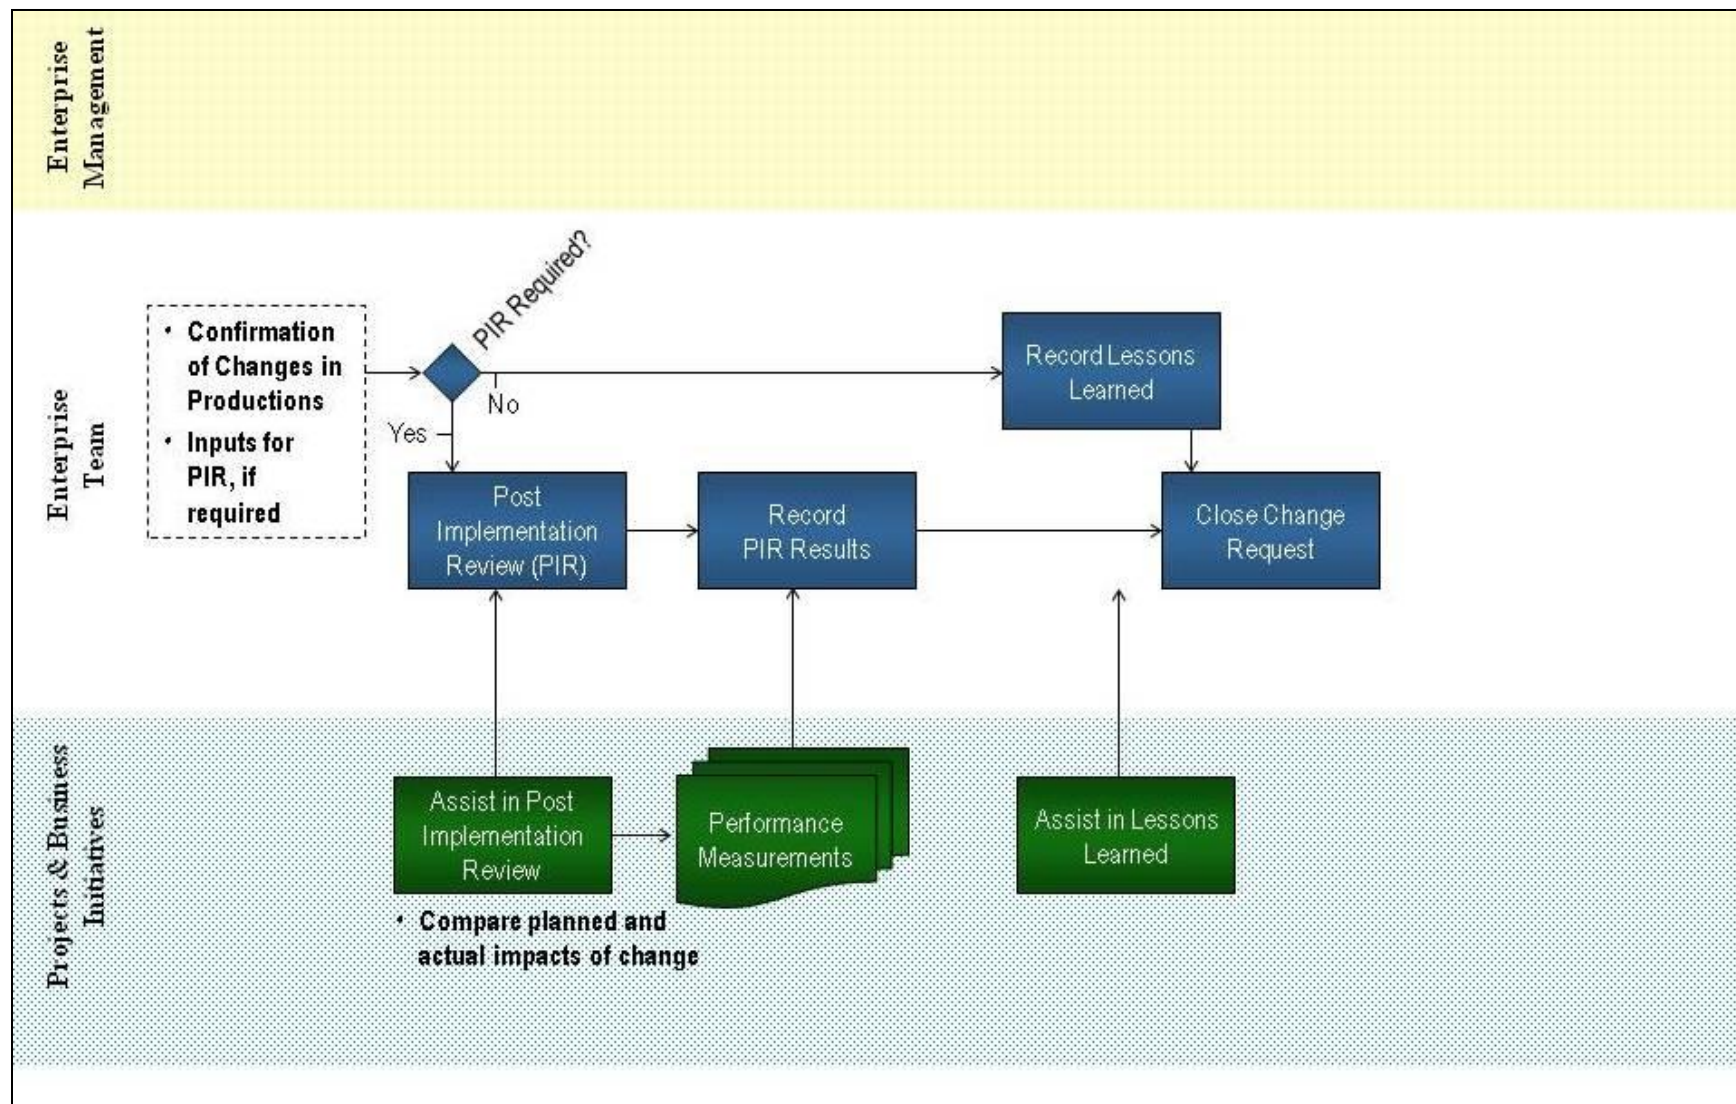 Enterprise
Management
PIR Required?
• Confirmation
of Changes in
Productions
• Inputs for
PIR, if
required
No
Yes
Record Lessons
Learned
Enterprise
Team
Post
Implementation
Review (PIR)
Record
PIR Results
Close Change
Request
Projects & Business
Initiatives
Assist in Post
Implementation
Review
Performance
Measurements
Assist in Lessons
Learned
• Compare planned and
actual impacts of change